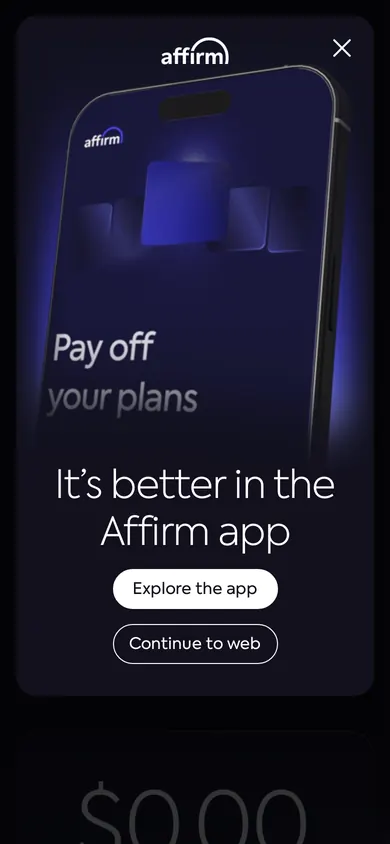 affirm
affirm
Pay off
your plans
It’s better in the
Affirm app
Explore the app
Continue to web
$0.00